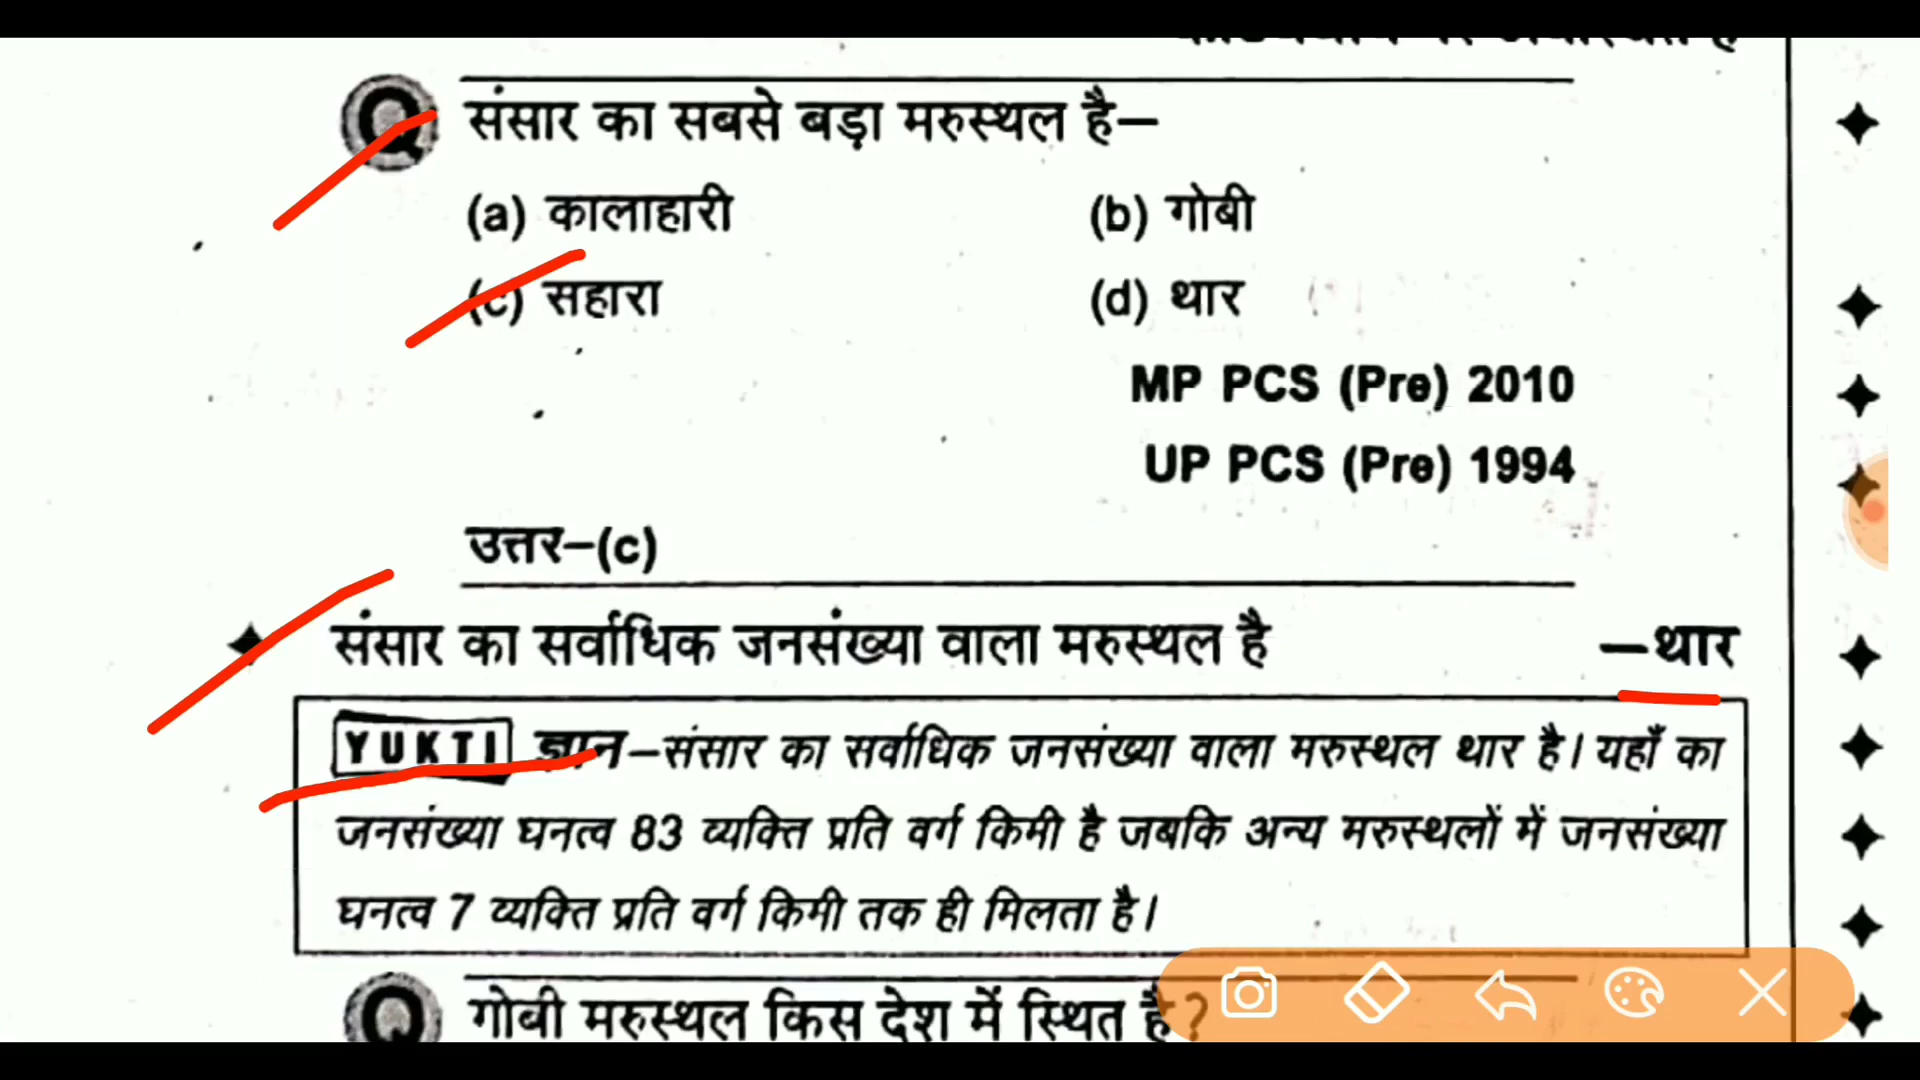 संसार का सबसे बड़ा मरुस्थल है—
(a) कालाहारी (b) गोबी
(c) सहारा (d) थार
MP PCS (Pre) 2010
UP PCS (Pre) 1994
उत्तर–(c)
संसार का सर्वाधिक जनसंख्या वाला मरुस्थल है —थार
YUKTI ज्ञान–संसार का सर्वाधिक जनसंख्या वाला मरुस्थल थार है। यहाँ का
जनसंख्या घनत्व 83 व्यक्ति प्रति वर्ग किमी है जबकि अन्य मरुस्थलों में जनसंख्या
घनत्व 7 व्यक्ति प्रति वर्ग किमी तक ही मिलता है।
Q गोबी मरुस्थल किस देश में स्थित है?